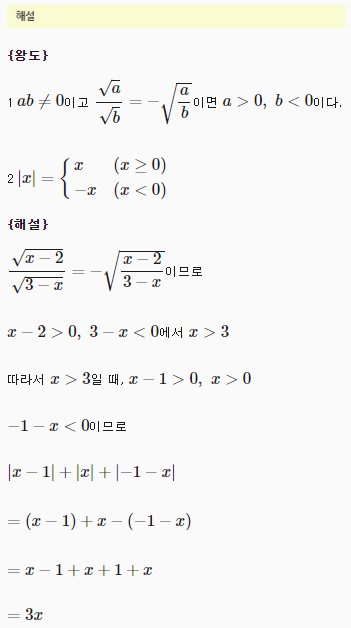 해설
{왕도}
1 $ab \neq 0$이고 $\frac{\sqrt{a}}{\sqrt{b}} = -\sqrt{\frac{a}{b}}$이면 $a > 0,\ b < 0$이다.
2 $|x| = \begin{cases} x & (x \geq 0) \\ -x & (x < 0) \end{cases}$
{해설}
$\frac{\sqrt{x-2}}{\sqrt{3-x}} = -\sqrt{\frac{x-2}{3-x}}$이므로
$x - 2 > 0,\ 3 - x < 0$에서 $x > 3$
따라서 $x > 3$일 때, $x - 1 > 0,\ x > 0$
$-1 - x < 0$이므로
$|x - 1| + |x| + |-1 - x|$
$= (x - 1) + x - (-1 - x)$
$= x - 1 + x + 1 + x$
$= 3x$